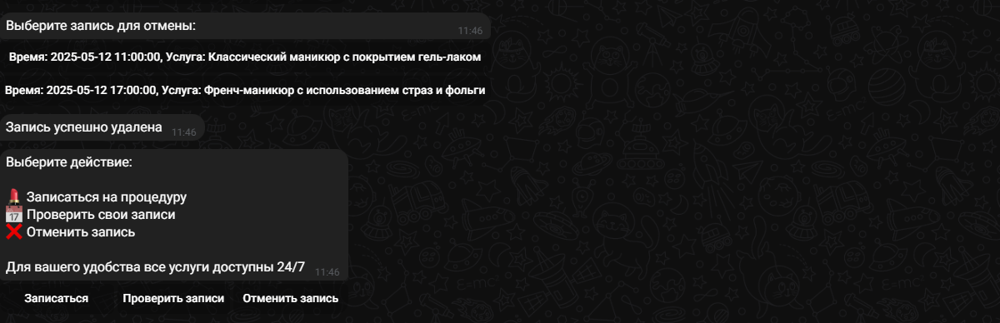 Выберите запись для отмены:
11:46
Время: 2025-05-12 11:00:00, Услуга: Классический маникюр с покрытием гель-лаком
Время: 2025-05-12 17:00:00, Услуга: Френч-маникюр с использованием страз и фольги
Запись успешно удалена 11:46
Выберите действие:
💄 Записаться на процедуру
📅 Проверить свои записи
❌ Отменить запись
Для вашего удобства все услуги доступны 24/7 11:46
Записаться Проверить записи Отменить запись